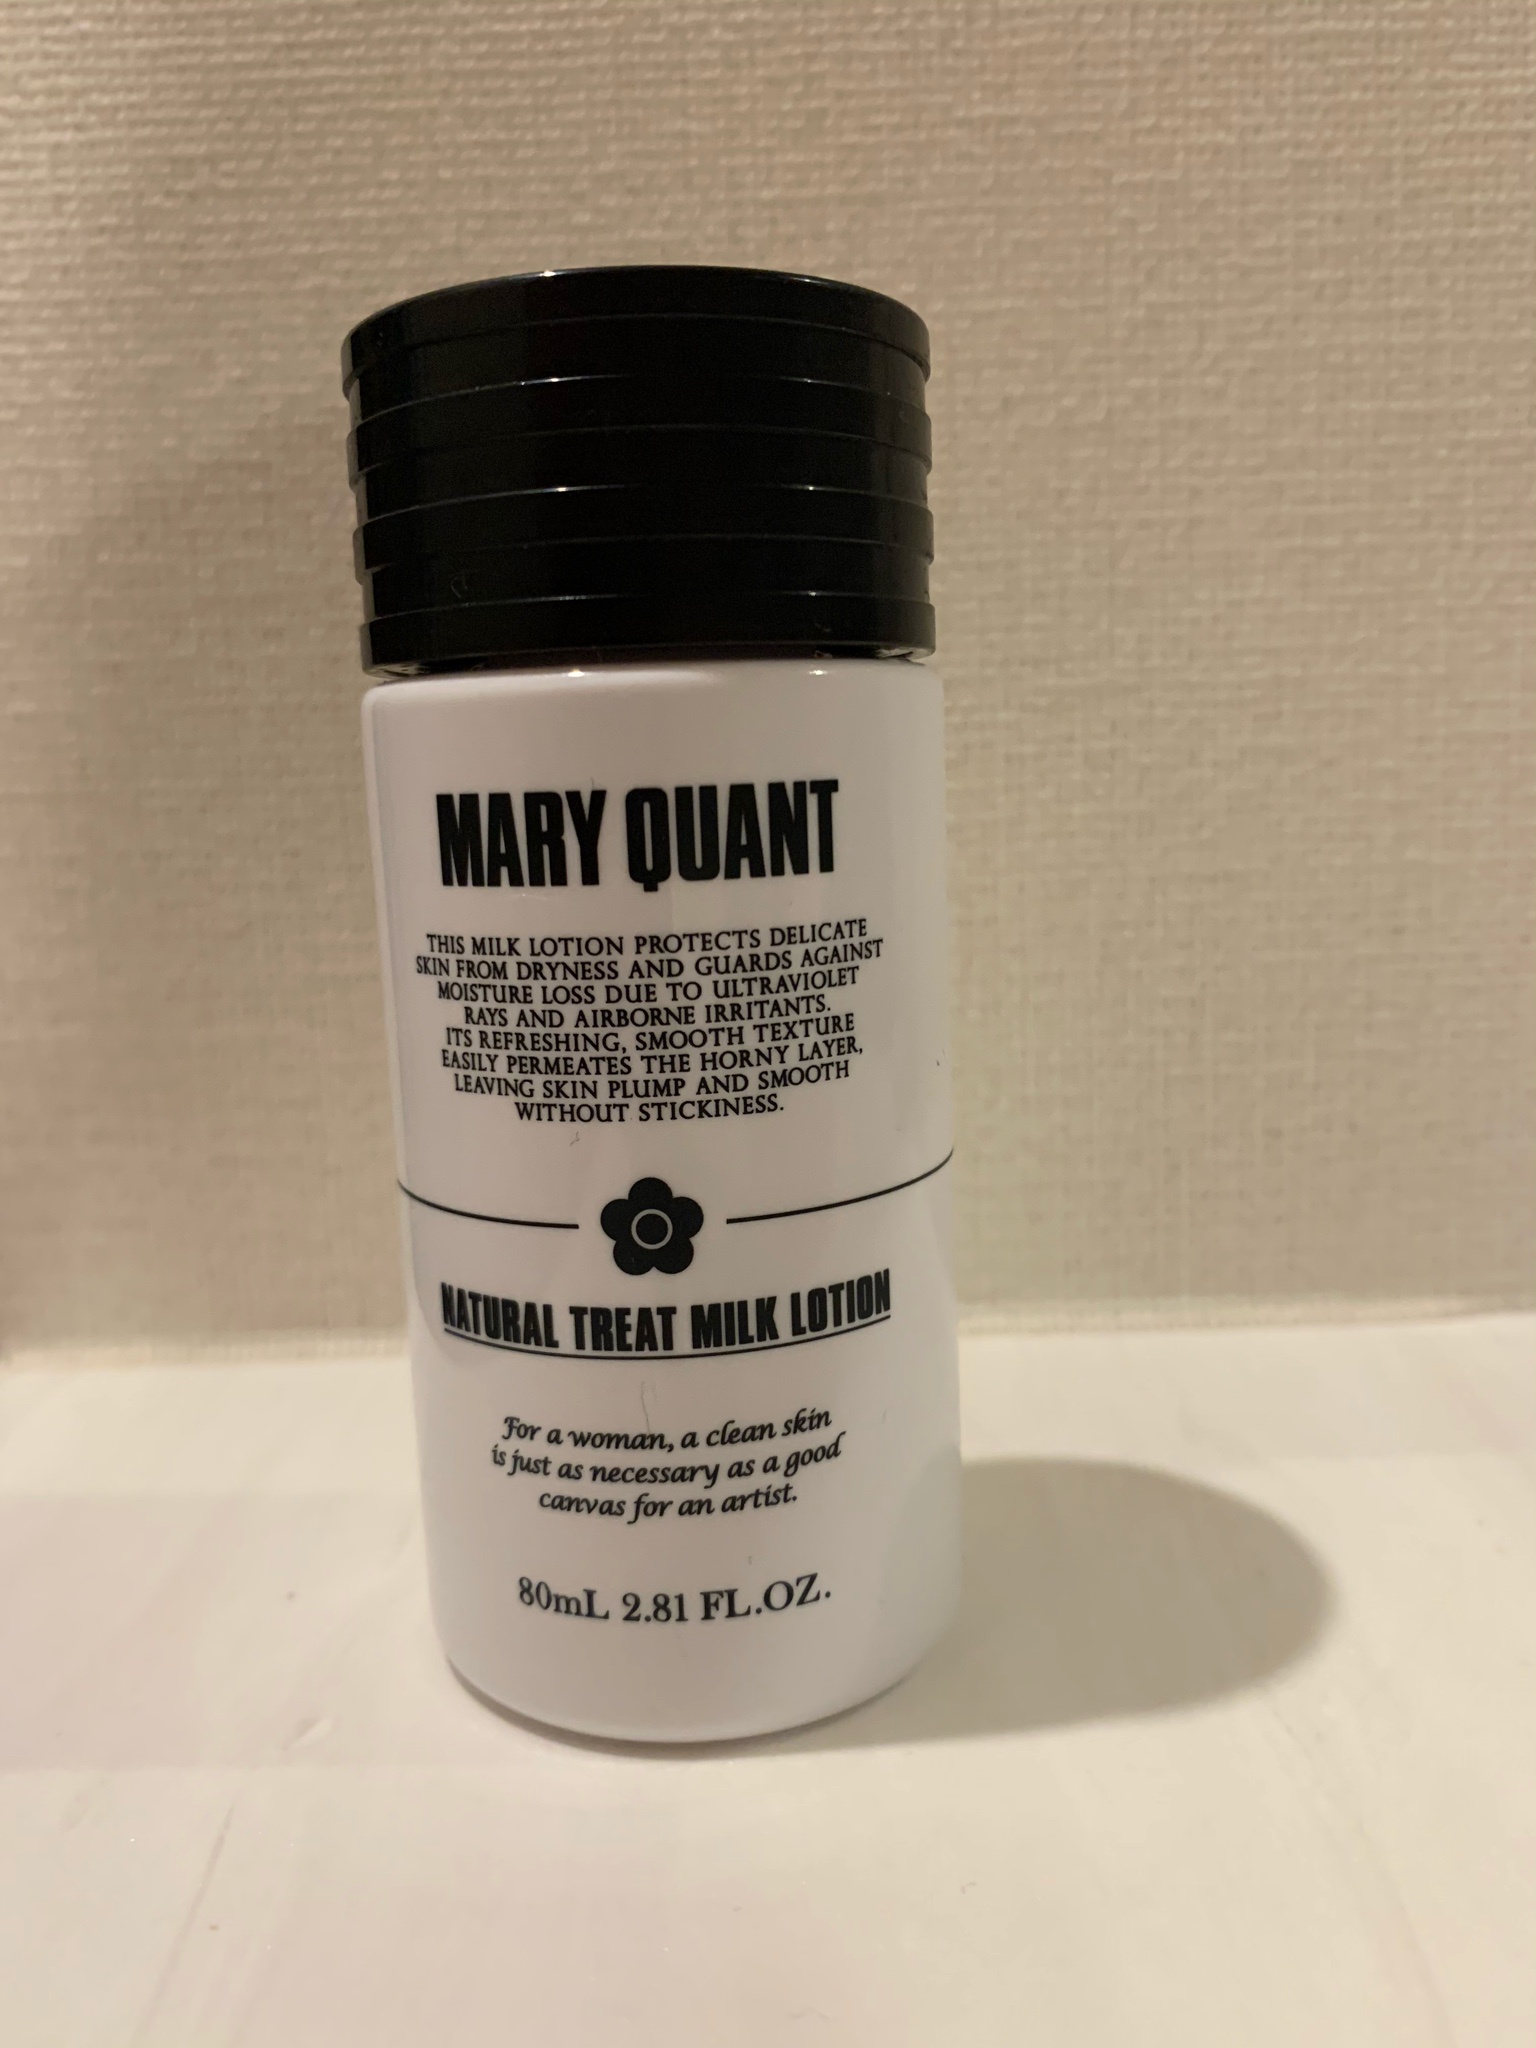 MARY QUANT
THIS MILK LOTION PROTECTS DELICATE
SKIN FROM DRYNESS AND GUARDS AGAINST
MOISTURE LOSS DUE TO ULTRAVIOLET
RAYS AND AIRBORNE IRRITANTS.
ITS REFRESHING, SMOOTH TEXTURE
EASILY PERMEATES THE HORNY LAYER,
LEAVING SKIN PLUMP AND SMOOTH
WITHOUT STICKINESS.
NATURAL TREAT MILK LOTION
For a woman, a clean skin
is just as necessary as a good
canvas for an artist.
80mL 2.81 FL.OZ.